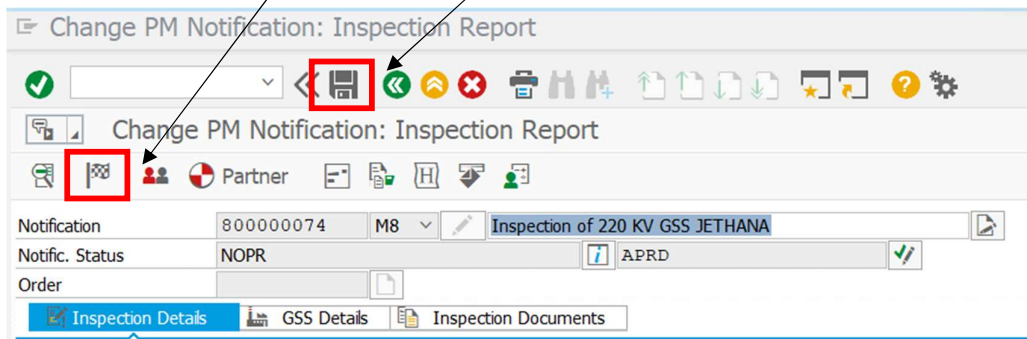 Change PM Notification: Inspection Report
Change PM Notification: Inspection Report
Partner
Notification 800000074 M8 Inspection of 220 KV GSS JETHANA
Notific. Status NOPR APRD
Order
Inspection Details GSS Details Inspection Documents